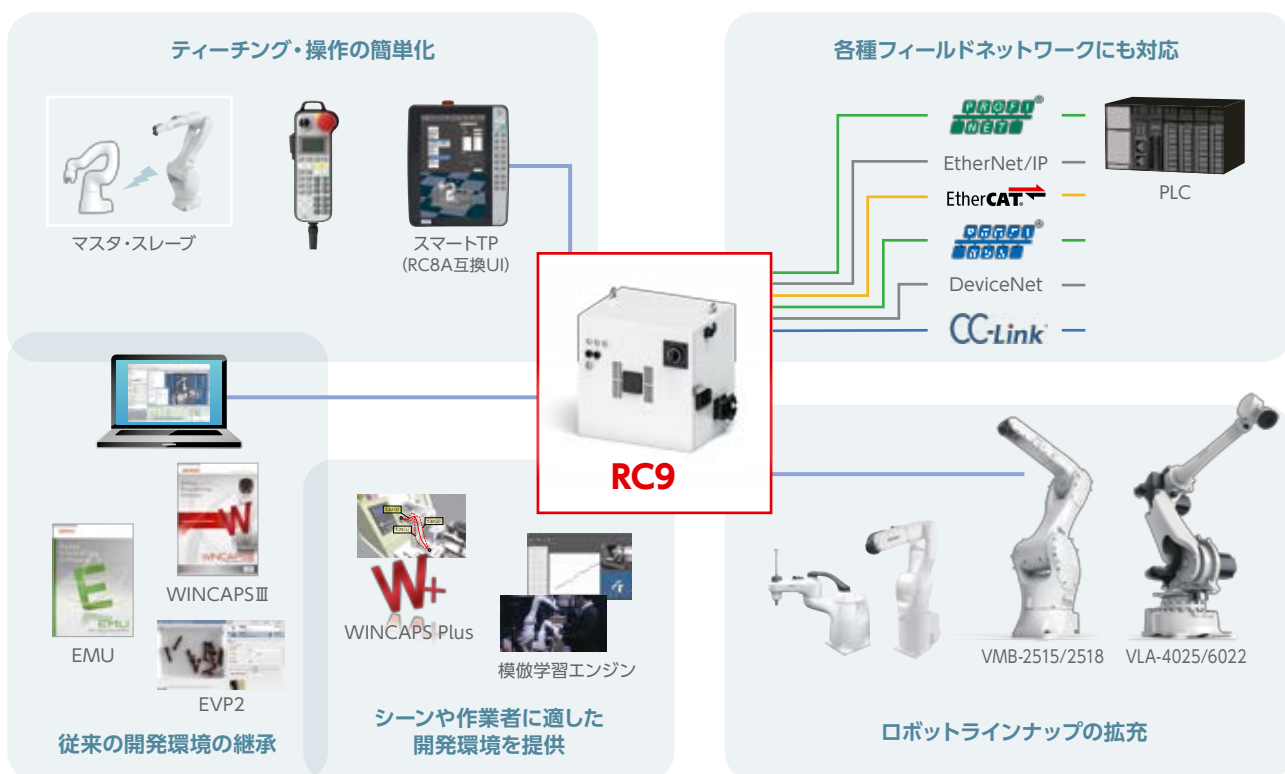 ティーチング・操作の簡単化
マスタ・スレーブ
スマートTP
(RC8A互換UI)
各種フィールドネットワークにも対応
PROFI
NET
EtherNet/IP
EtherCAT
DeviceNet
CC-Link
PLC
RC9
WINCAPS
WINCAPSⅢ
E
EMU
EMU
EVP2
従来の開発環境の継承
W+
WINCAPS Plus
模倣学習エンジン
シーンや作業者に適した
開発環境を提供
VMB-2515/2518
VLA-4025/6022
ロボットラインナップの拡充